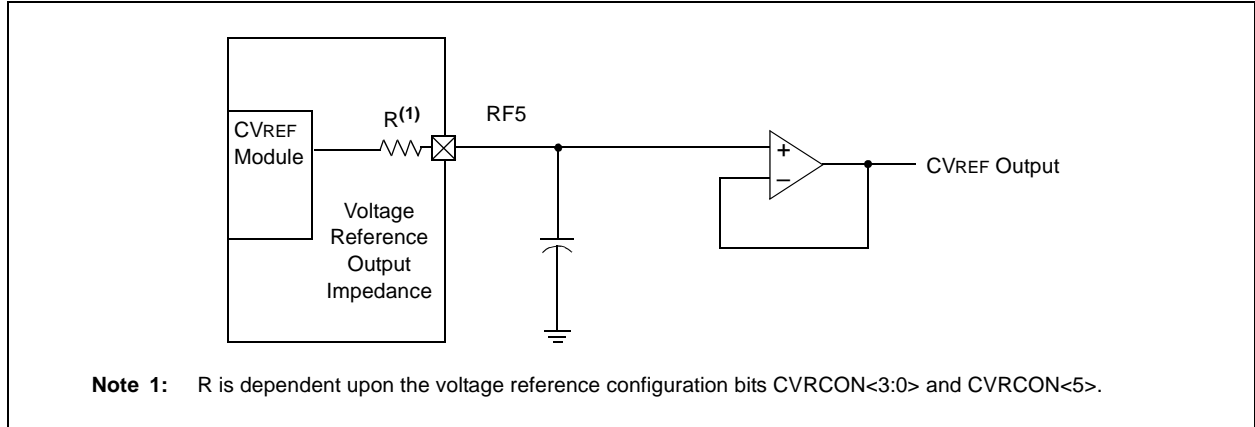 R(1)
RF5
CVREF
Module
+
–
CVREF Output
Voltage
Reference
Output
Impedance
Note 1: R is dependent upon the voltage reference configuration bits CVRCON<3:0> and CVRCON<5>.